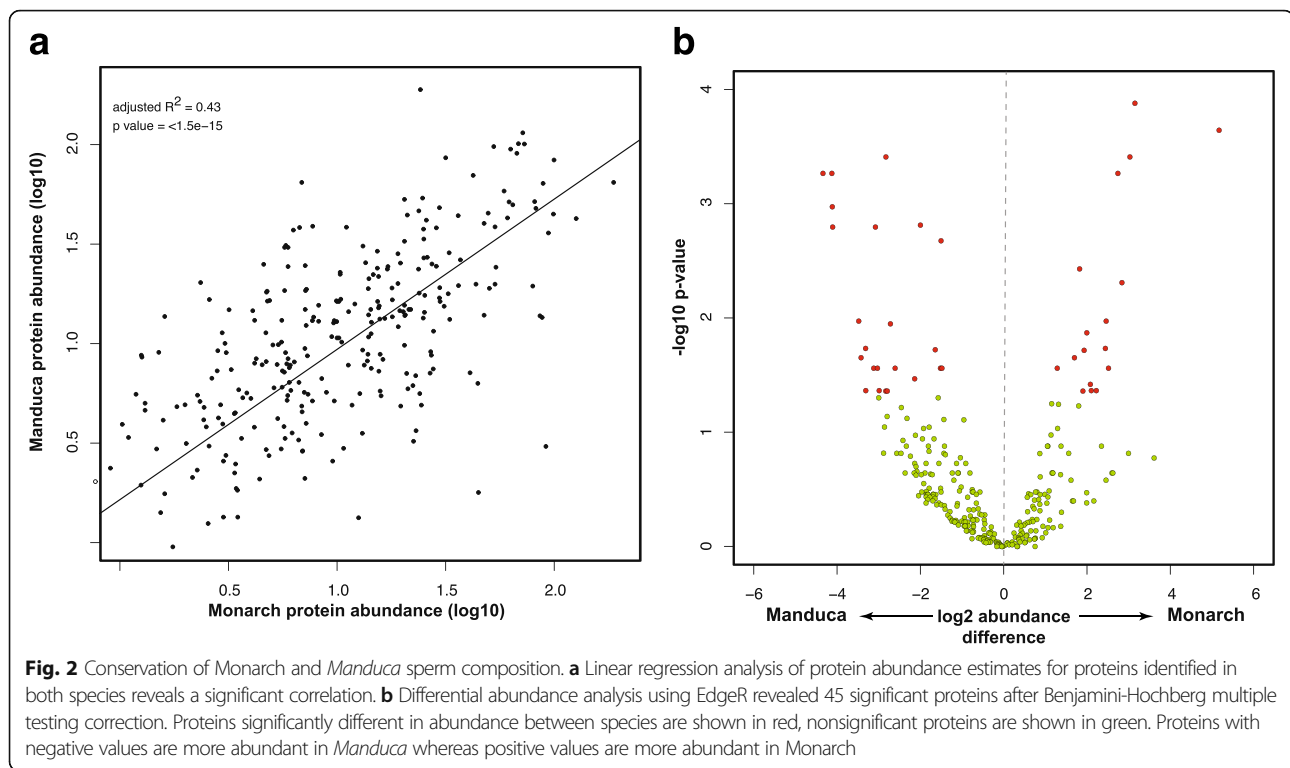 a
adjusted R2 = 0.43
p value = <1.5e−15
Manduca protein abundance (log10)
2.0
1.5
1.0
0.5
0.5 1.0 1.5 2.0
Monarch protein abundance (log10)
b
-log10 p-value
4
3
2
1
0
−6 −4 −2 0 2 4 6
Manduca log2 abundance Monarch
difference
Fig. 2 Conservation of Monarch and Manduca sperm composition. a Linear regression analysis of protein abundance estimates for proteins identified in
both species reveals a significant correlation. b Differential abundance analysis using EdgeR revealed 45 significant proteins after Benjamini-Hochberg multiple
testing correction. Proteins significantly different in abundance between species are shown in red, nonsignificant proteins are shown in green. Proteins with
negative values are more abundant in Manduca whereas positive values are more abundant in Monarch